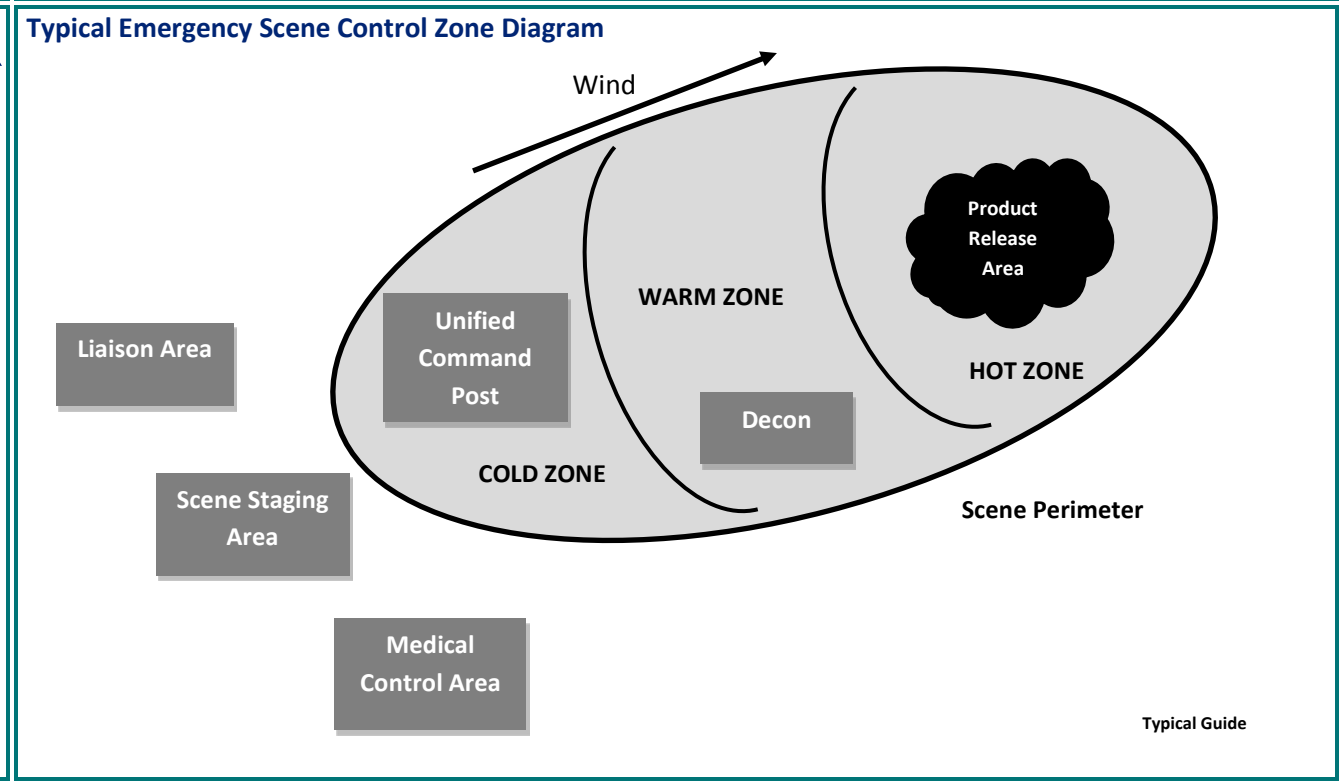 Typical Emergency Scene Control Zone Diagram
Wind
Product
Release
Area
WARM ZONE
Unified
Command
Post
Liaison Area
HOT ZONE
Decon
COLD ZONE
Scene Staging
Area
Scene Perimeter
Medical
Control Area
Typical Guide